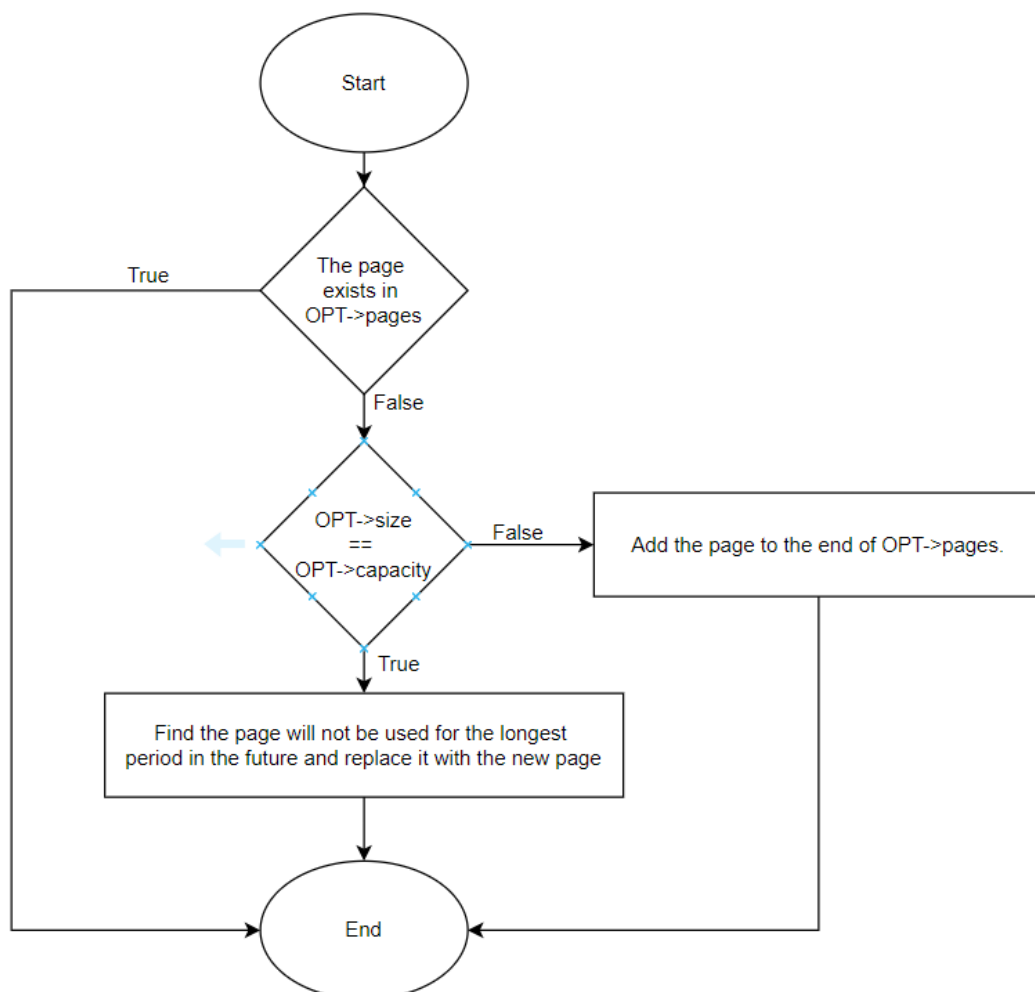 Start
True
The page
exists in
OPT->pages
False
OPT->size
==
OPT->capacity
False
Add the page to the end of OPT->pages.
True
Find the page will not be used for the longest
period in the future and replace it with the new page
End